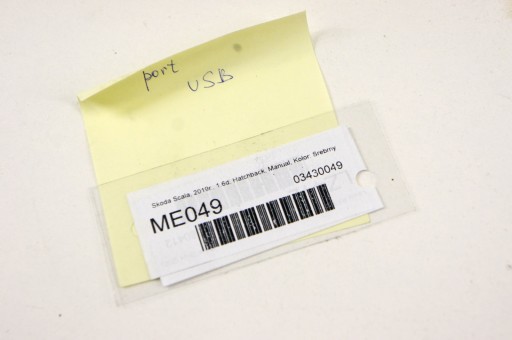 port
USB
Skoda Scala, 2019r., 1.6d, Hatchback, Manual, Kolor: Srebrny
03430049
ME049